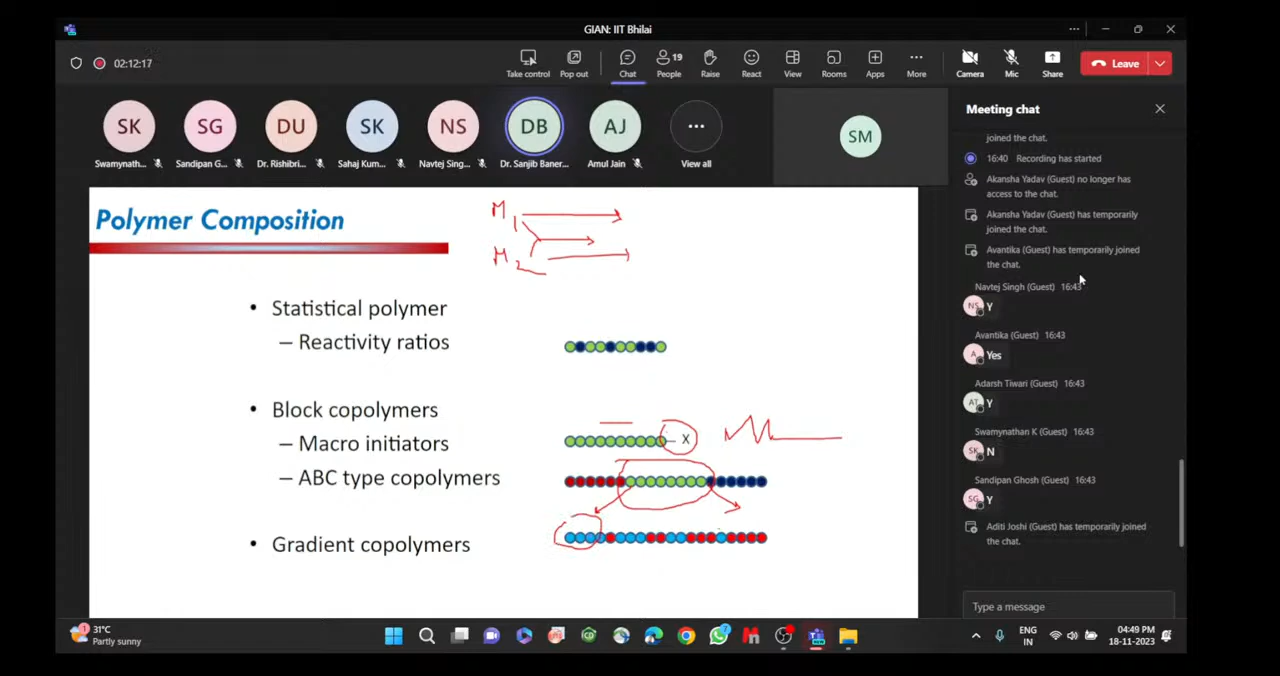 GIAN: IIT Bhilai
02:12:17
Take control
Pop out
Chat
19
People
Raise
React
View
Rooms
Apps
More
Camera
Mic
Share
Leave
SK
SG
DU
SK
NS
DB
AJ
Swamynath...
Sandipan G...
Dr. Rishibri...
Sahaj Kum...
Navtej Sing...
Dr. Sanjib Baner...
Amul Jain
View all
SM
Polymer Composition
M1
M2
• Statistical polymer
– Reactivity ratios
• Block copolymers
– Macro initiators
X
– ABC type copolymers
• Gradient copolymers
Meeting chat
joined the chat.
16:40 Recording has started
Akansha Yadav (Guest) no longer has
access to the chat.
Akansha Yadav (Guest) has temporarily
joined the chat.
Avantika (Guest) has temporarily joined
the chat.
Navtej Singh (Guest) 16:43
NS Y
Avantika (Guest) 16:43
A Yes
Adarsh Tiwari (Guest) 16:43
AT Y
Swamynathan K (Guest) 16:43
SK N
Sandipan Ghosh (Guest) 16:43
SG Y
Aditi Joshi (Guest) has temporarily joined
the chat.
Type a message
31°C
Partly sunny
ENG
IN
04:49 PM
18-11-2023